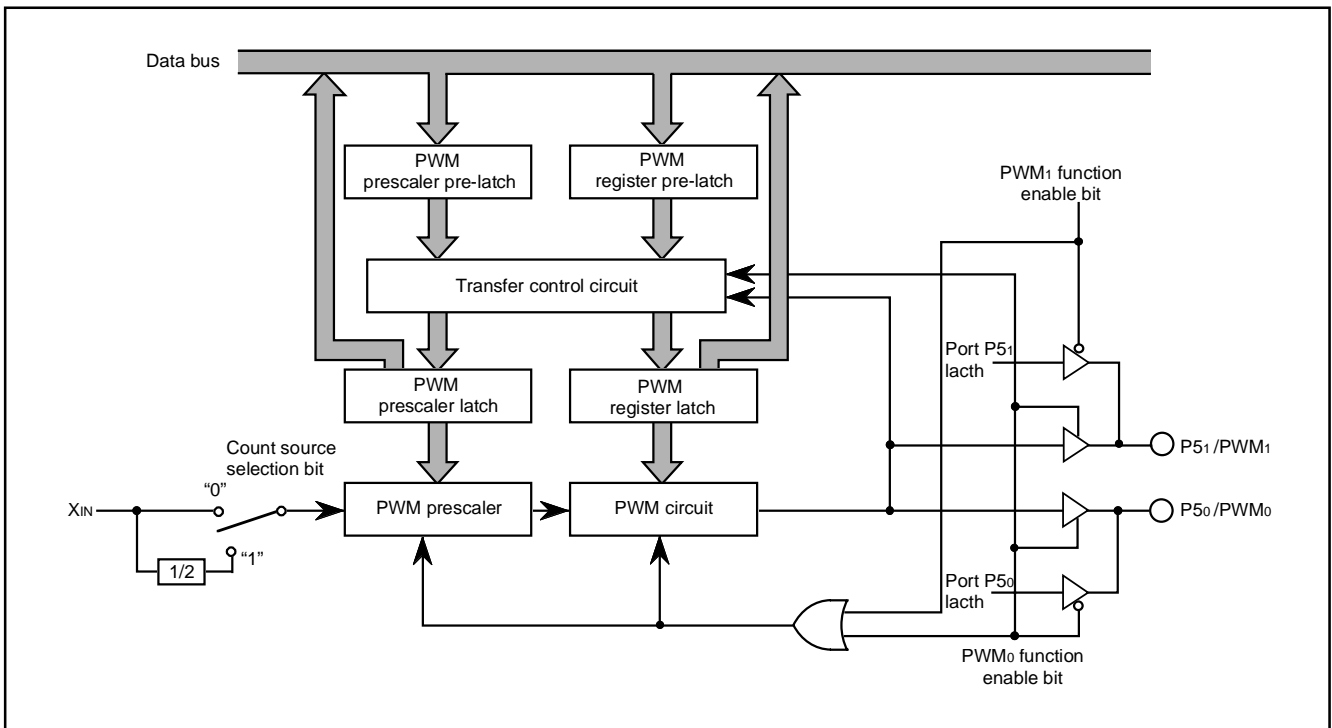 Data bus
PWM
prescaler pre-latch
PWM
register pre-latch
PWM1 function
enable bit
Transfer control circuit
Port P51
lacth
PWM
prescaler latch
PWM
register latch
Count source
selection bit
P51/PWM1
“0”
XIN
PWM prescaler
PWM circuit
P50/PWM0
“1”
1/2
Port P50
lacth
PWM0 function
enable bit